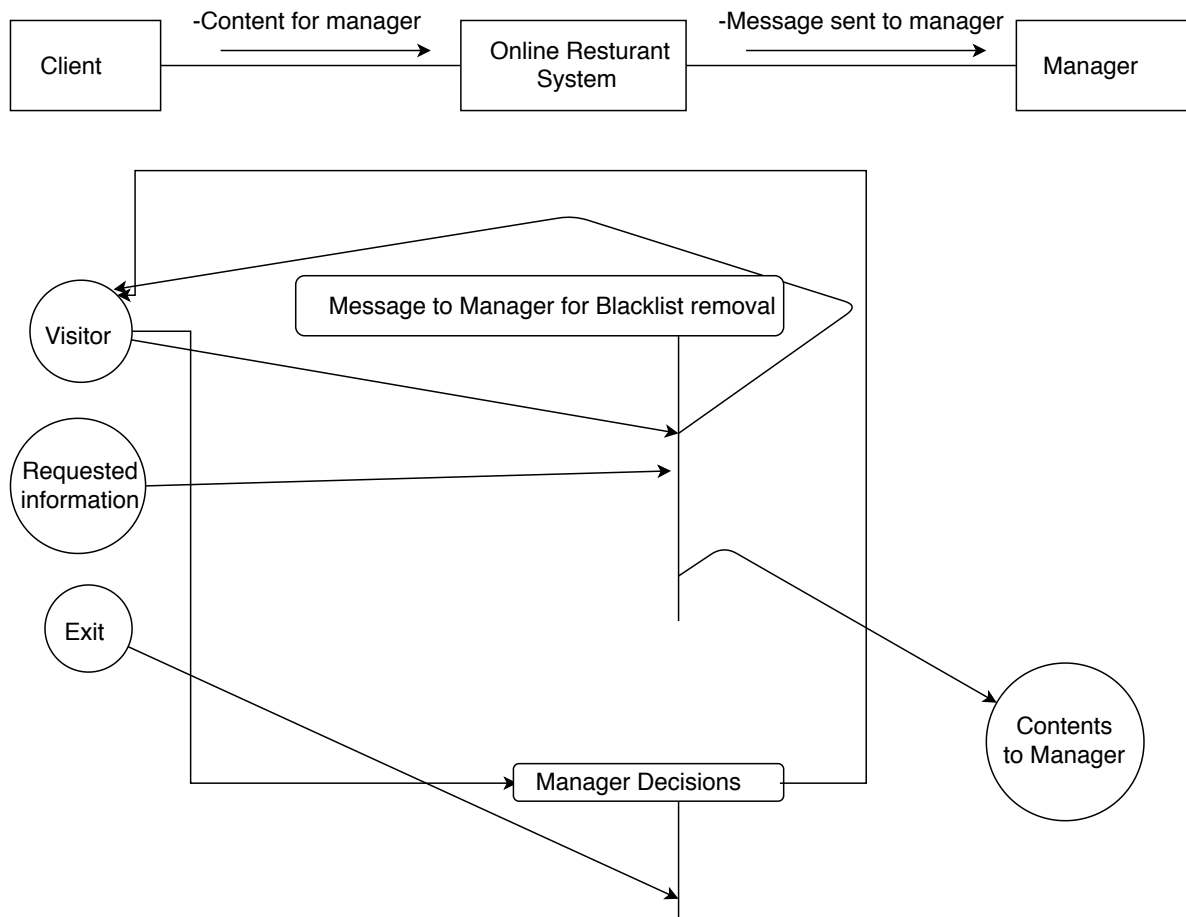 -Content for manager
-Message sent to manager
Client
Online Resturant
System
Manager
Message to Manager for Blacklist removal
Visitor
Requested
information
Exit
Contents
to Manager
Manager Decisions